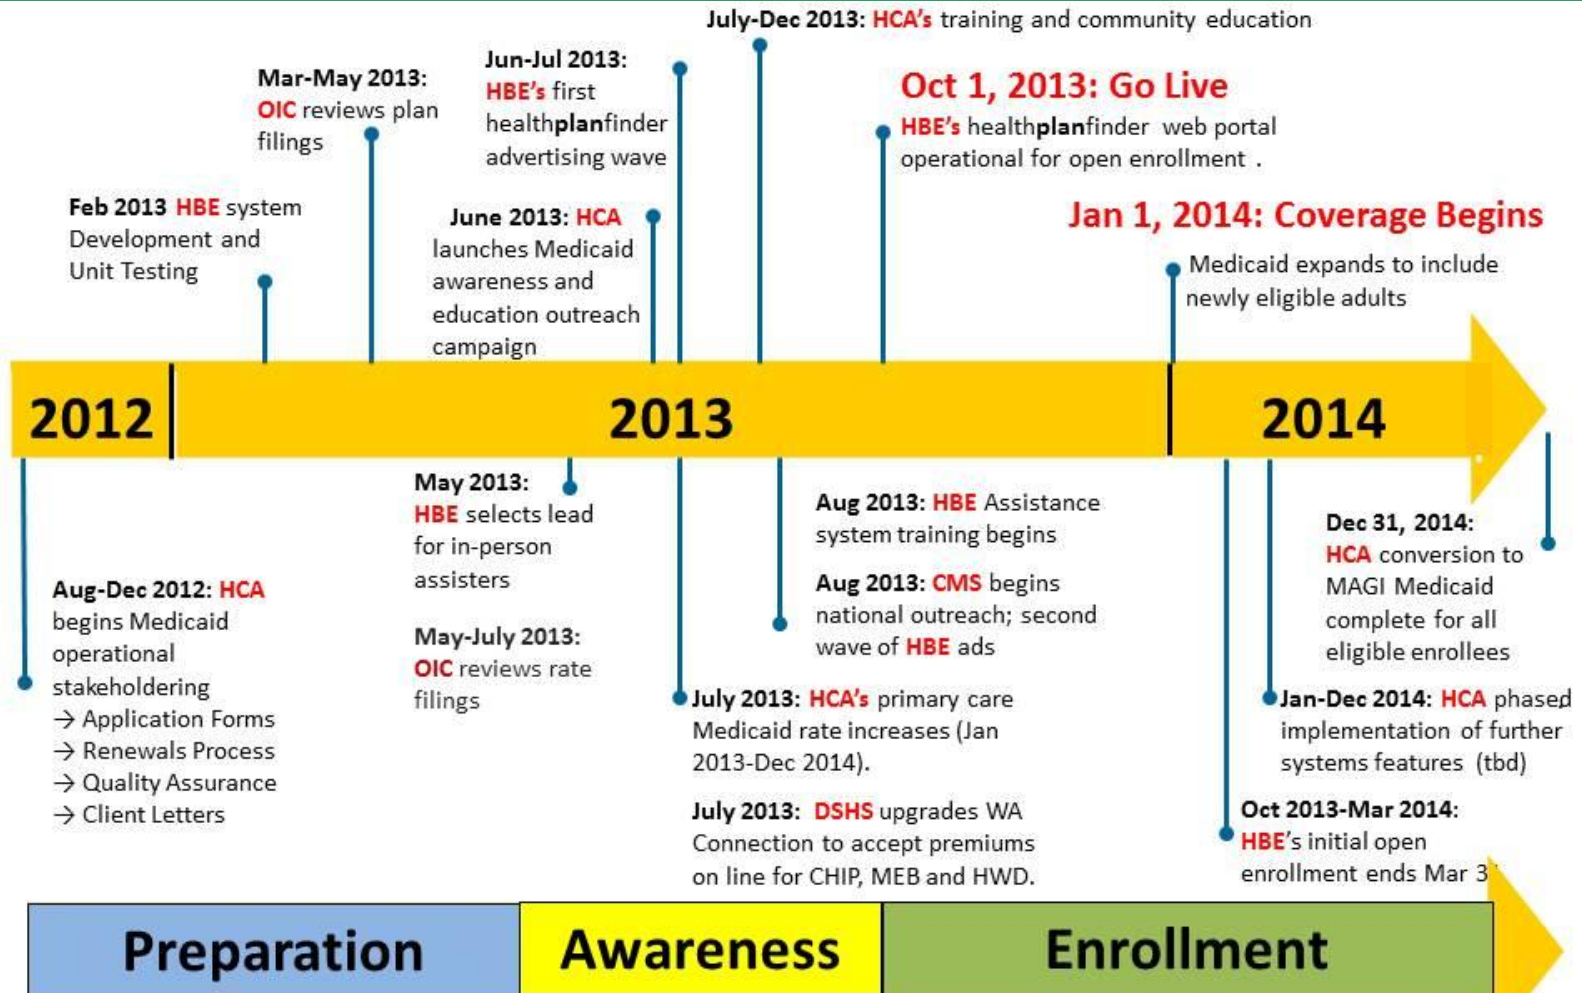 July-Dec 2013: HCA's training and community education
Mar-May 2013:
OIC reviews plan
filings
Jun-Jul 2013:
HBE's first
healthplanfinder
advertising wave
Oct 1, 2013: Go Live
HBE's healthplanfinder web portal
operational for open enrollment .
Feb 2013 HBE system
Development and
Unit Testing
June 2013: HCA
launches Medicaid
awareness and
education outreach
campaign
Jan 1, 2014: Coverage Begins
Medicaid expands to include
newly eligible adults
2012
2013
2014
Aug-Dec 2012: HCA
begins Medicaid
operational
stakeholdering
→ Application Forms
→ Renewals Process
→ Quality Assurance
→ Client Letters
May 2013:
HBE selects lead
for in-person
assisters
May-July 2013:
OIC reviews rate
filings
Aug 2013: HBE Assistance
system training begins
Aug 2013: CMS begins
national outreach; second
wave of HBE ads
July 2013: HCA's primary care
Medicaid rate increases (Jan
2013-Dec 2014).
July 2013: DSHS upgrades WA
Connection to accept premiums
on line for CHIP, MEB and HWD.
Dec 31, 2014:
HCA conversion to
MAGI Medicaid
complete for all
eligible enrollees
Jan-Dec 2014: HCA phased
implementation of further
systems features (tbd)
Oct 2013-Mar 2014:
HBE's initial open
enrollment ends Mar
Preparation
Awareness
Enrollment